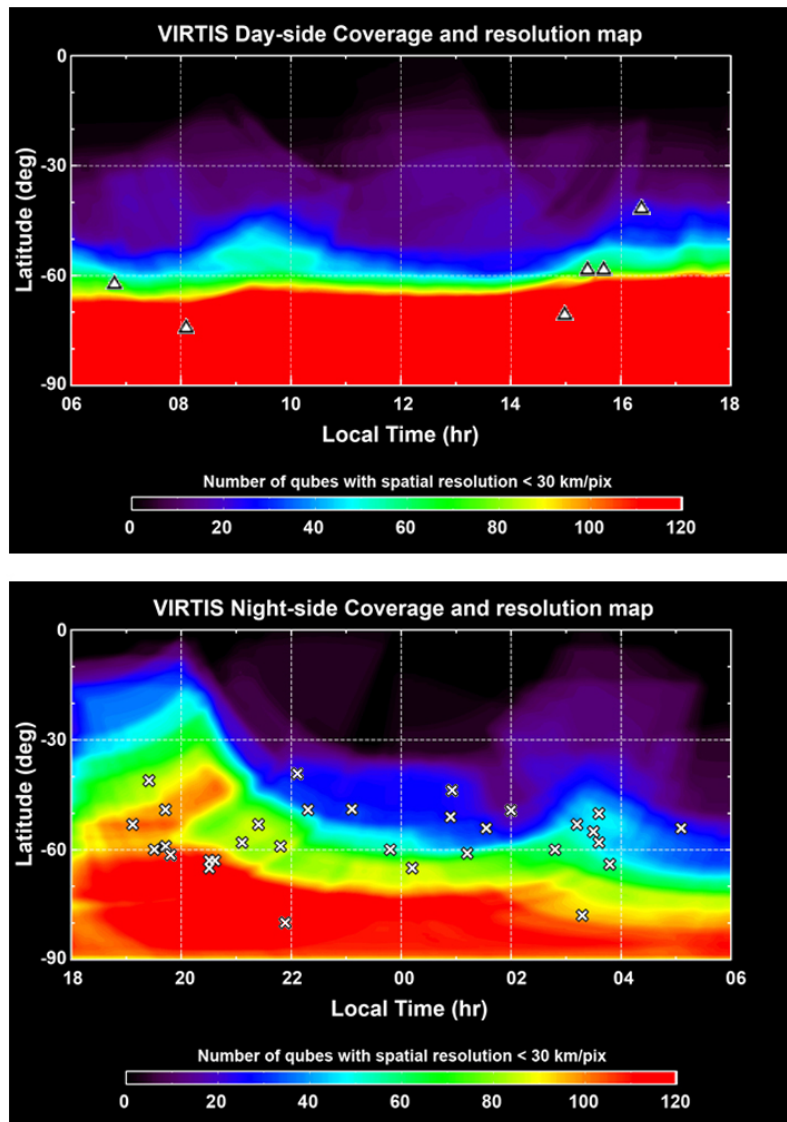 VIRTIS Day-side Coverage and resolution map
0
-30
-60
-90
Latitude (deg)
06 08 10 12 14 16 18
Local Time (hr)
Number of qubes with spatial resolution < 30 km/pix
0 20 40 60 80 100 120
VIRTIS Night-side Coverage and resolution map
0
-30
-60
-90
Latitude (deg)
18 20 22 00 02 04 06
Local Time (hr)
Number of qubes with spatial resolution < 30 km/pix
0 20 40 60 80 100 120